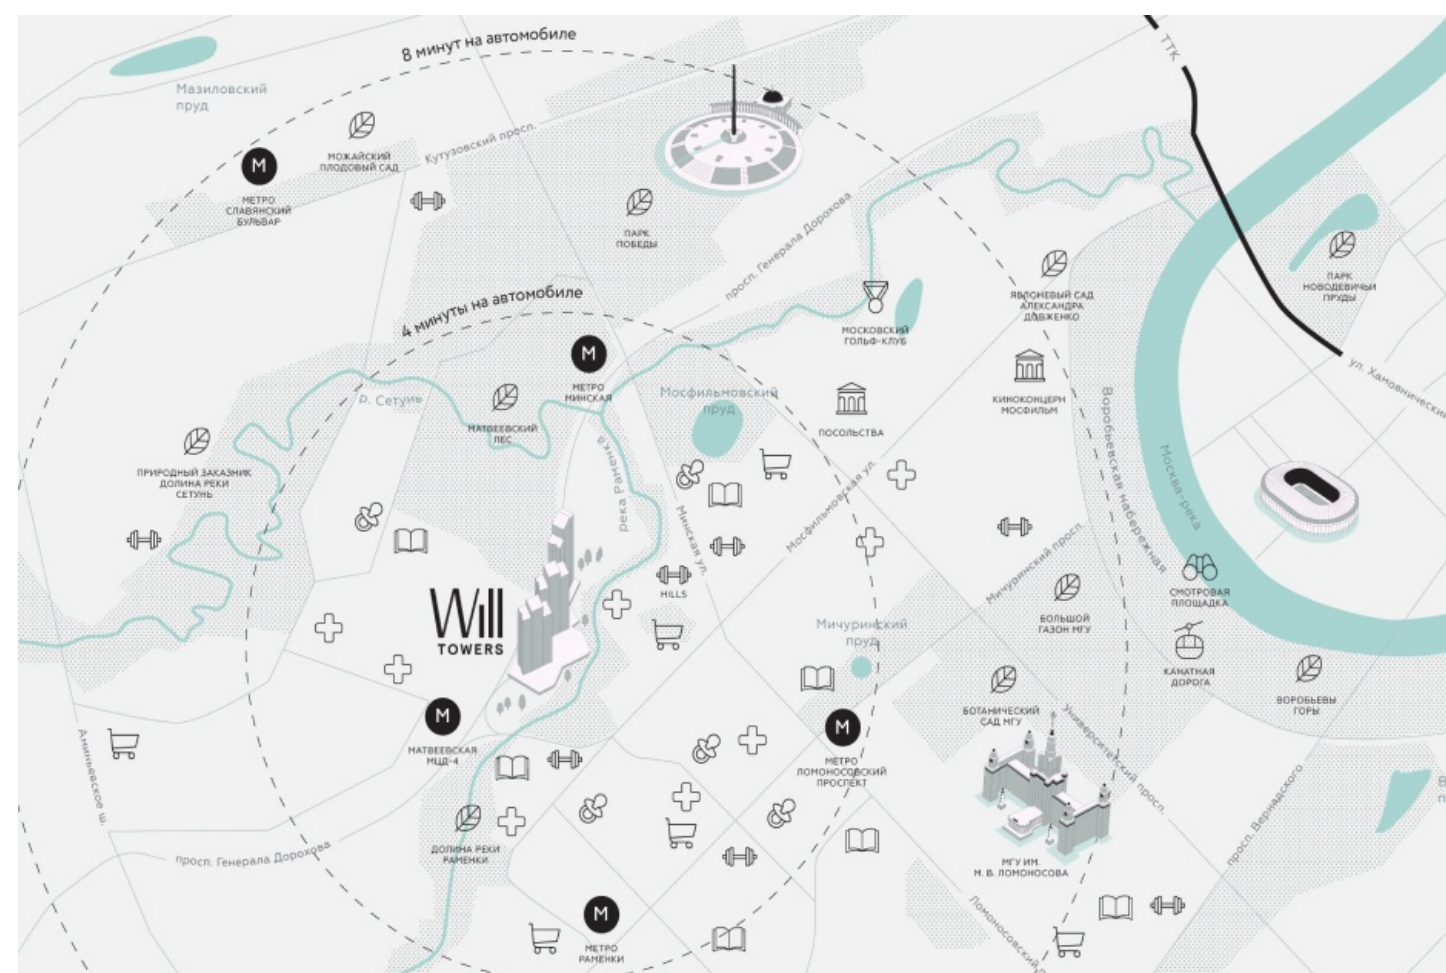 8 минут на автомобиле
ТТК
Мазиловский
пруд
МОЖАЙСКИЙ
ПЛОДОВЫЙ САД
Кутузовский просп.
М
МЕТРО
СЛАВЯНСКИЙ
БУЛЬВАР
ПАРК
ПОБЕДЫ
просп. Генерала Дорохова
ПАРК
НОВОДЕВИЧЬИ
ПРУДЫ
ЯБЛОНЕВЫЙ САД
АЛЕКСАНДРА
ДОВЖЕНКО
4 минуты на автомобиле
МОСКОВСКИЙ
ГОЛЬФ-КЛУБ
М
МЕТРО
МИНСКАЯ
ул. Хамовнический
р. Сетунь
Мосфильмовский
пруд
КИНОКОНЦЕРН
МОСФИЛЬМ
МАТВЕЕВСКИЙ
ЛЕС
ПОСОЛЬСТВА
Воробьевская набережная
Москва-река
ПРИРОДНЫЙ ЗАКАЗНИК
ДОЛИНА РЕКИ
СЕТУНЬ
река Раменка
Минская ул.
Мосфильмовская ул.
Мичуринский просп.
HILLS
СМОТРОВАЯ
ПЛОЩАДКА
Will
TOWERS
БОЛЬШОЙ
ГАЗОН МГУ
Мичуринский
пруд
КАНАТНАЯ
ДОРОГА
ВОРОБЬЕВЫ
ГОРЫ
БОТАНИЧЕСКИЙ
САД МГУ
Университетский просп.
М
МАТВЕЕВСКАЯ
МЦД-4
М
МЕТРО
ЛОМОНОСОВСКИЙ
ПРОСПЕКТ
Аминьевское ш.
просп. Вернадского
ДОЛИНА РЕКИ
РАМЕНКИ
просп. Генерала Дорохова
МГУ ИМ.
М. В. ЛОМОНОСОВА
Ломоносовский
М
МЕТРО
РАМЕНКИ